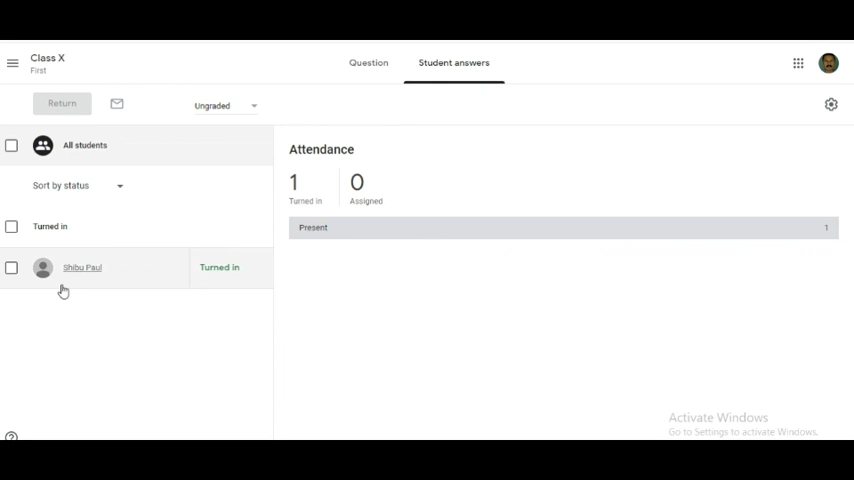 Class X
First
Question
Student answers
Return
Ungraded
All students
Sort by status
Turned in
Shibu Paul
Turned in
Attendance
1
Turned in
0
Assigned
Present 1
Activate Windows
Go to Settings to activate Windows.